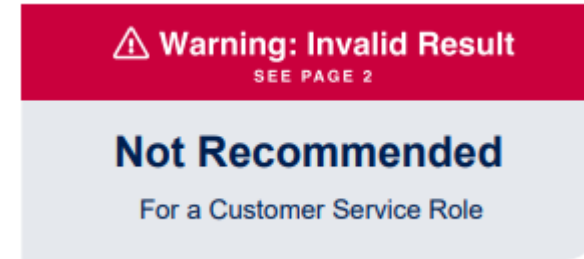 ⚠ Warning: Invalid Result
SEE PAGE 2
Not Recommended
For a Customer Service Role